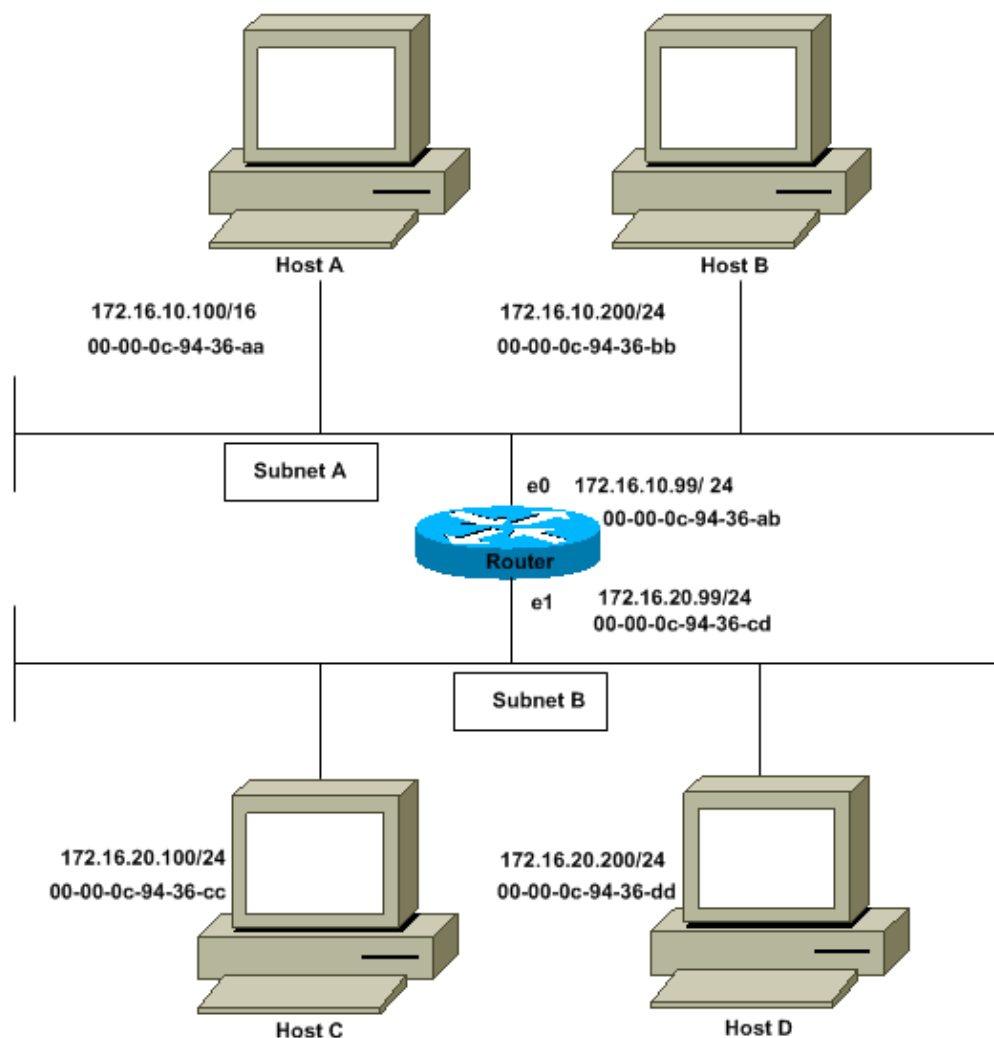 Host A
Host B
172.16.10.100/16
00-00-0c-94-36-aa
172.16.10.200/24
00-00-0c-94-36-bb
Subnet A
e0 172.16.10.99/ 24
00-00-0c-94-36-ab
Router
e1 172.16.20.99/24
00-00-0c-94-36-cd
Subnet B
172.16.20.100/24
00-00-0c-94-36-cc
172.16.20.200/24
00-00-0c-94-36-dd
Host C
Host D